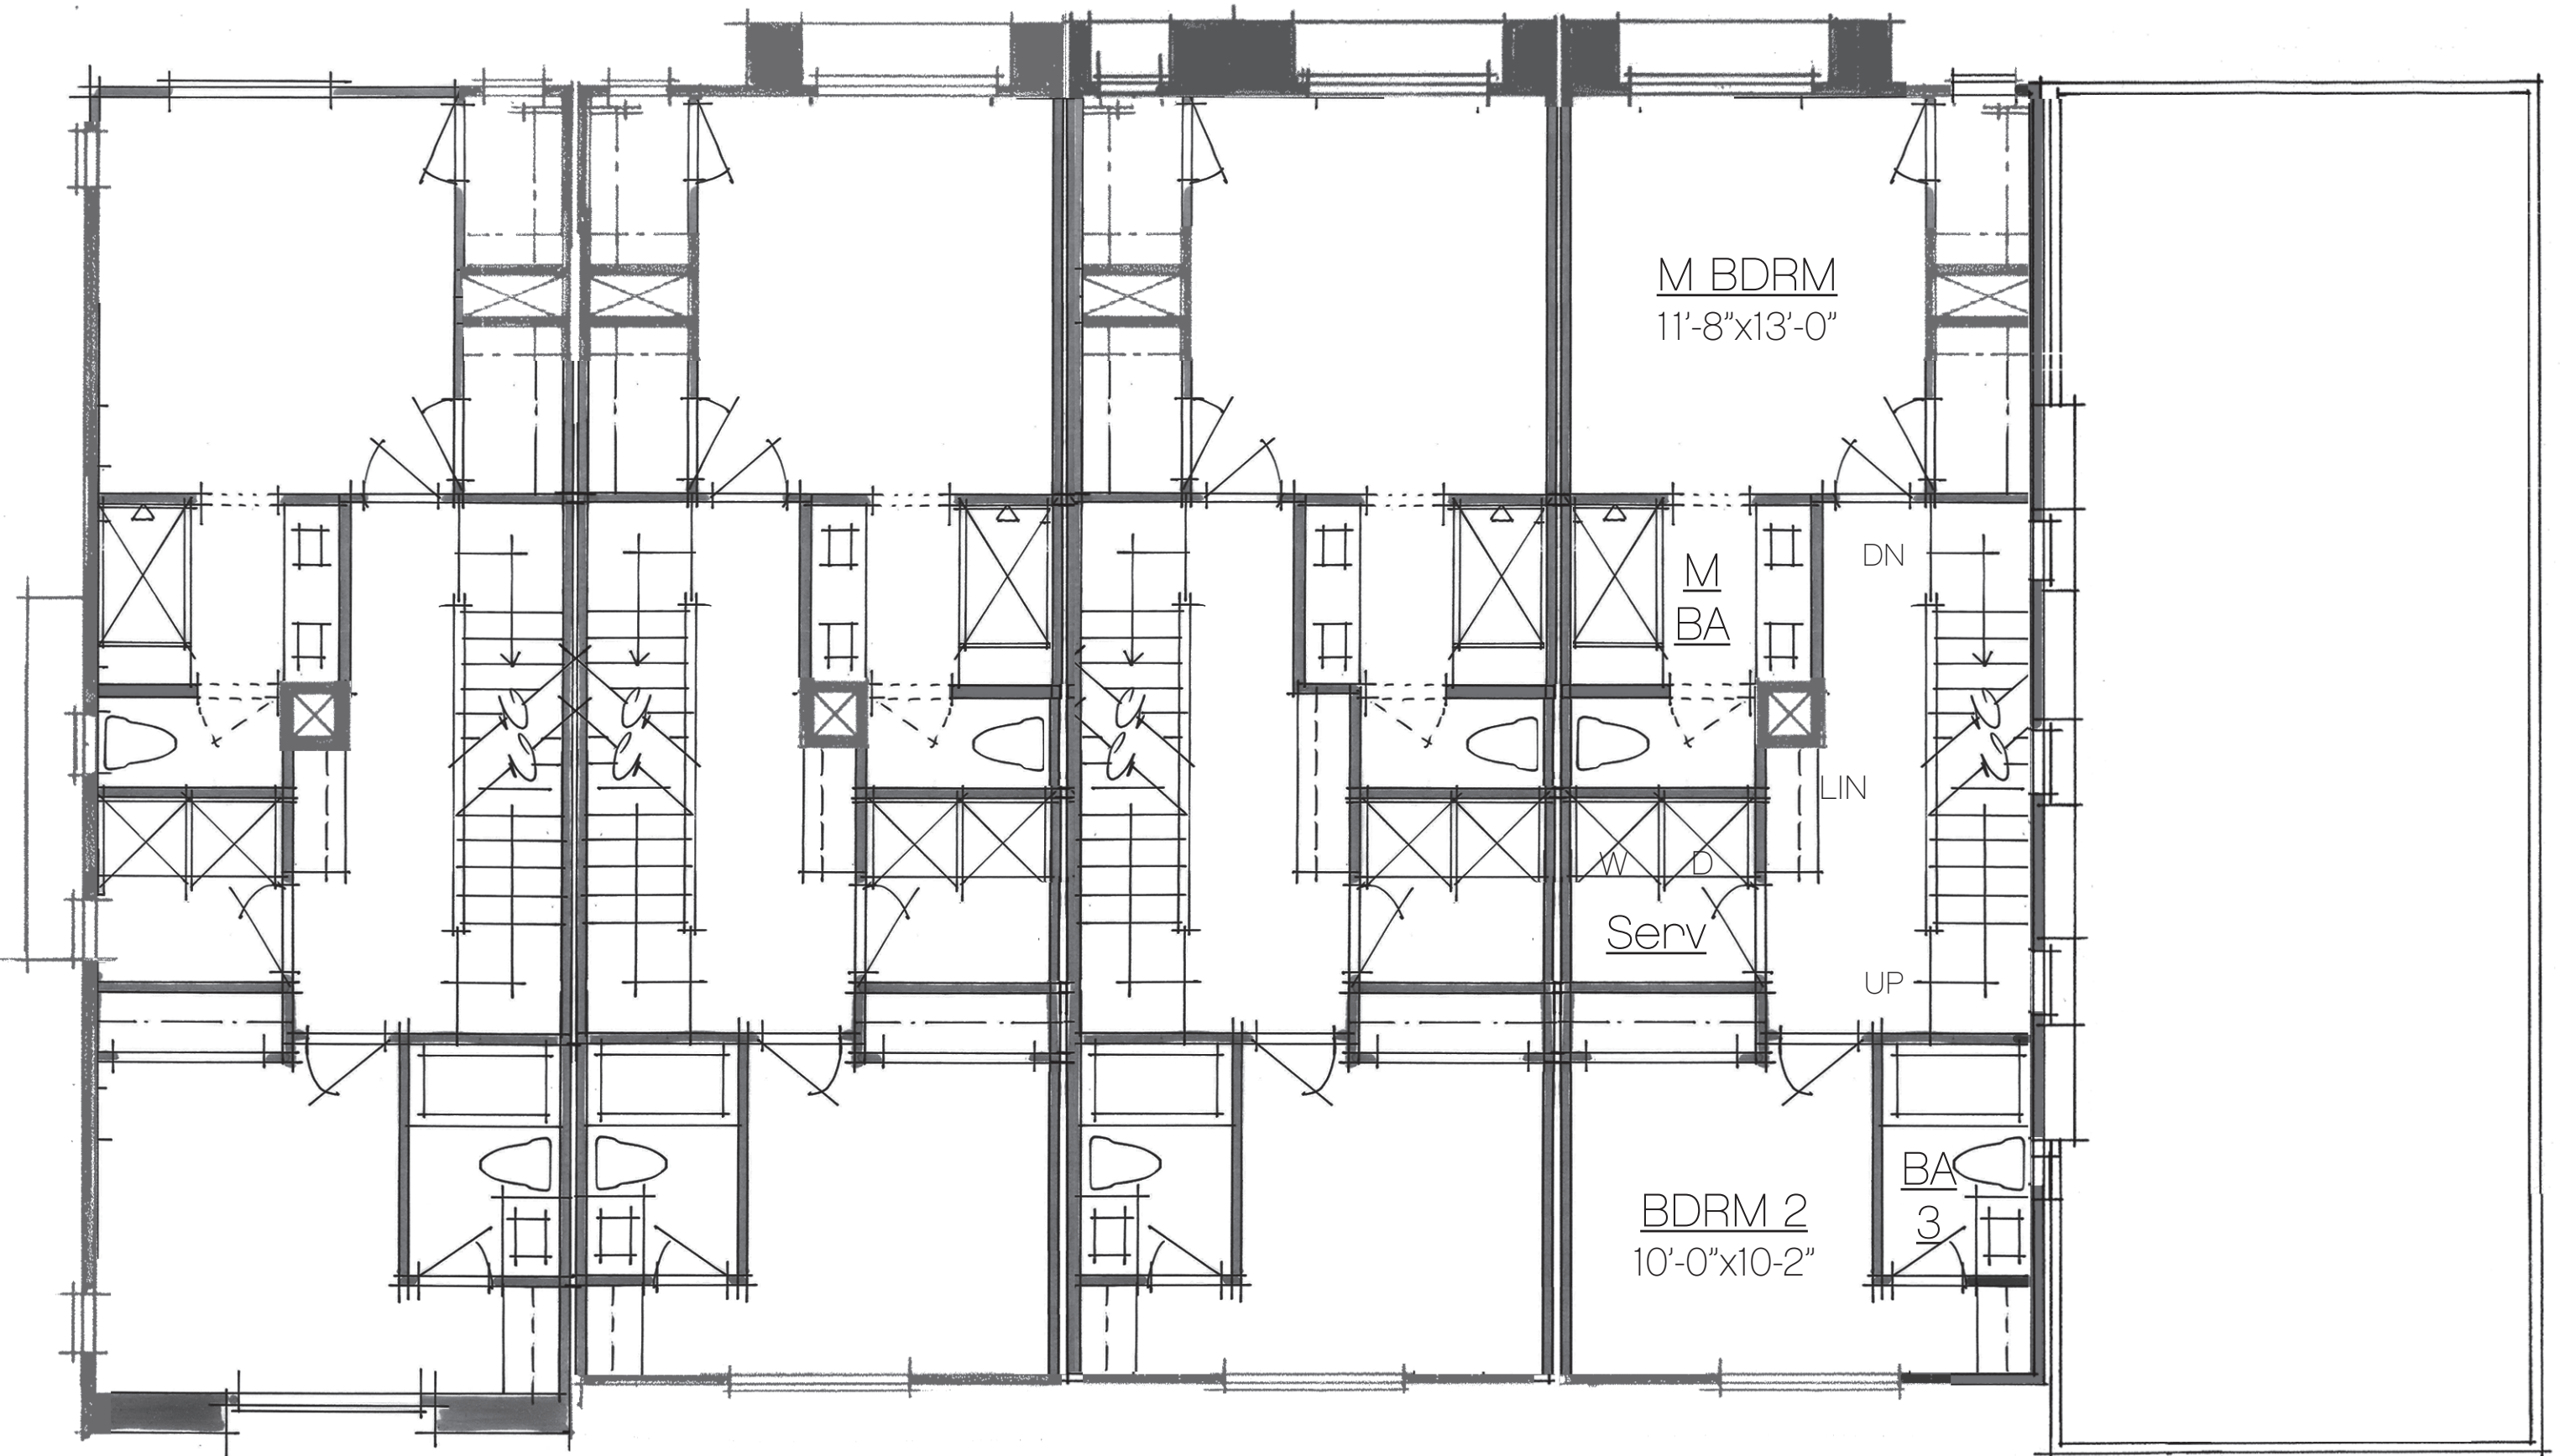 M BDRM
11'-8"x13'-0"
DN
M
BA
LIN
W D
Serv
UP
BA
3
BDRM 2
10'-0"x10-2"